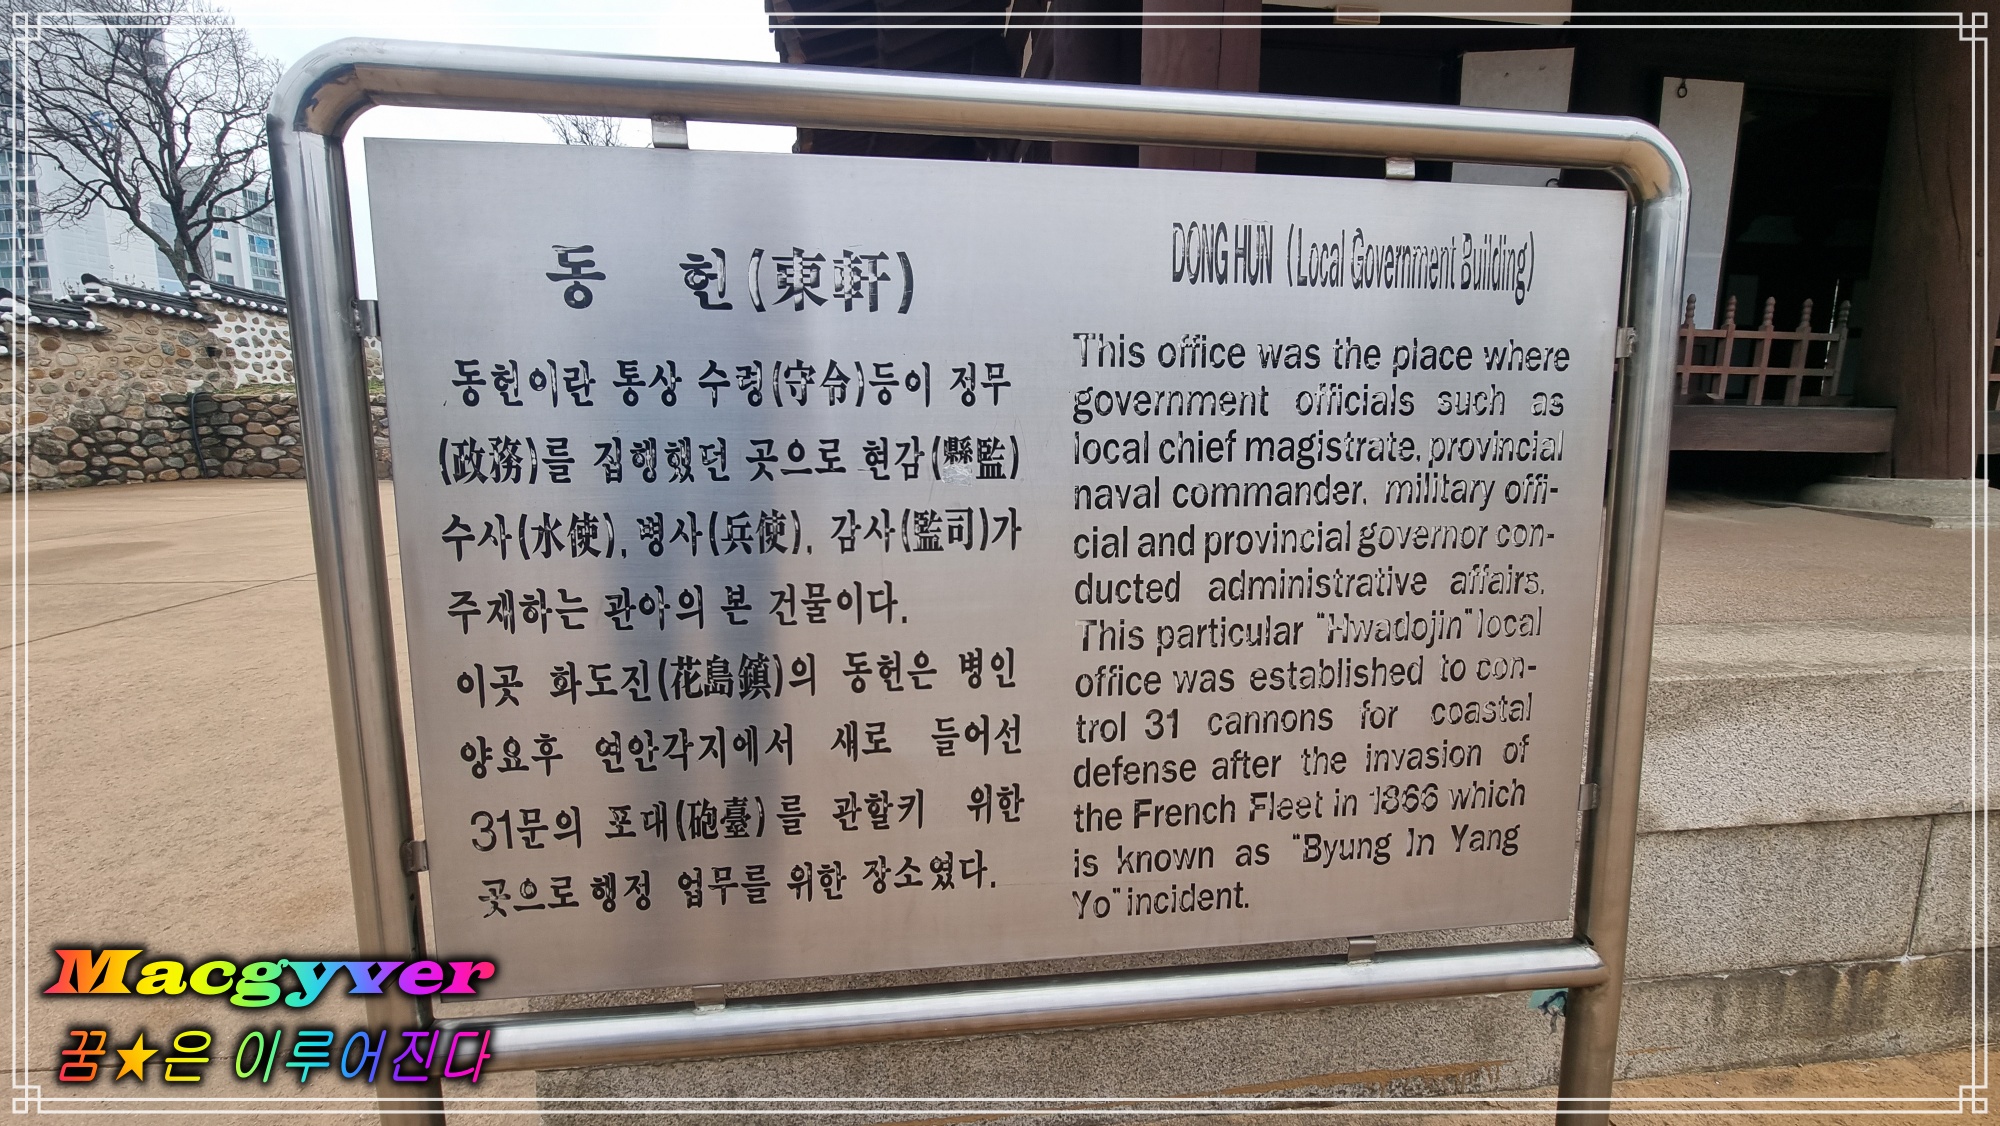 동 헌(東軒)
동헌이란 통상 수령(守令)등이 정무
(政務)를 집행했던 곳으로 현감(懸監)
수사(水使), 병사(兵使), 감사(監司)가
주재하는 관아의 본 건물이다.
이곳 화도진(花島鎮)의 동헌은 병인
양요후 연안각지에서 새로 들어선
31문의 포대(砲臺)를 관할키 위한
곳으로 행정 업무를 위한 장소였다.
DONG HUN (Local Government Building)
This office was the place where
government officials such as
local chief magistrate, provincial
naval commander, military offi-
cial and provincial governor con-
ducted administrative affairs.
This particular "Hwadojin" local
office was established to con-
trol 31 cannons for coastal
defense after the invasion of
the French Fleet in 1866 which
is known as "Byung In Yang
Yo" incident.
Macgyver
꿈★은 이루어진다